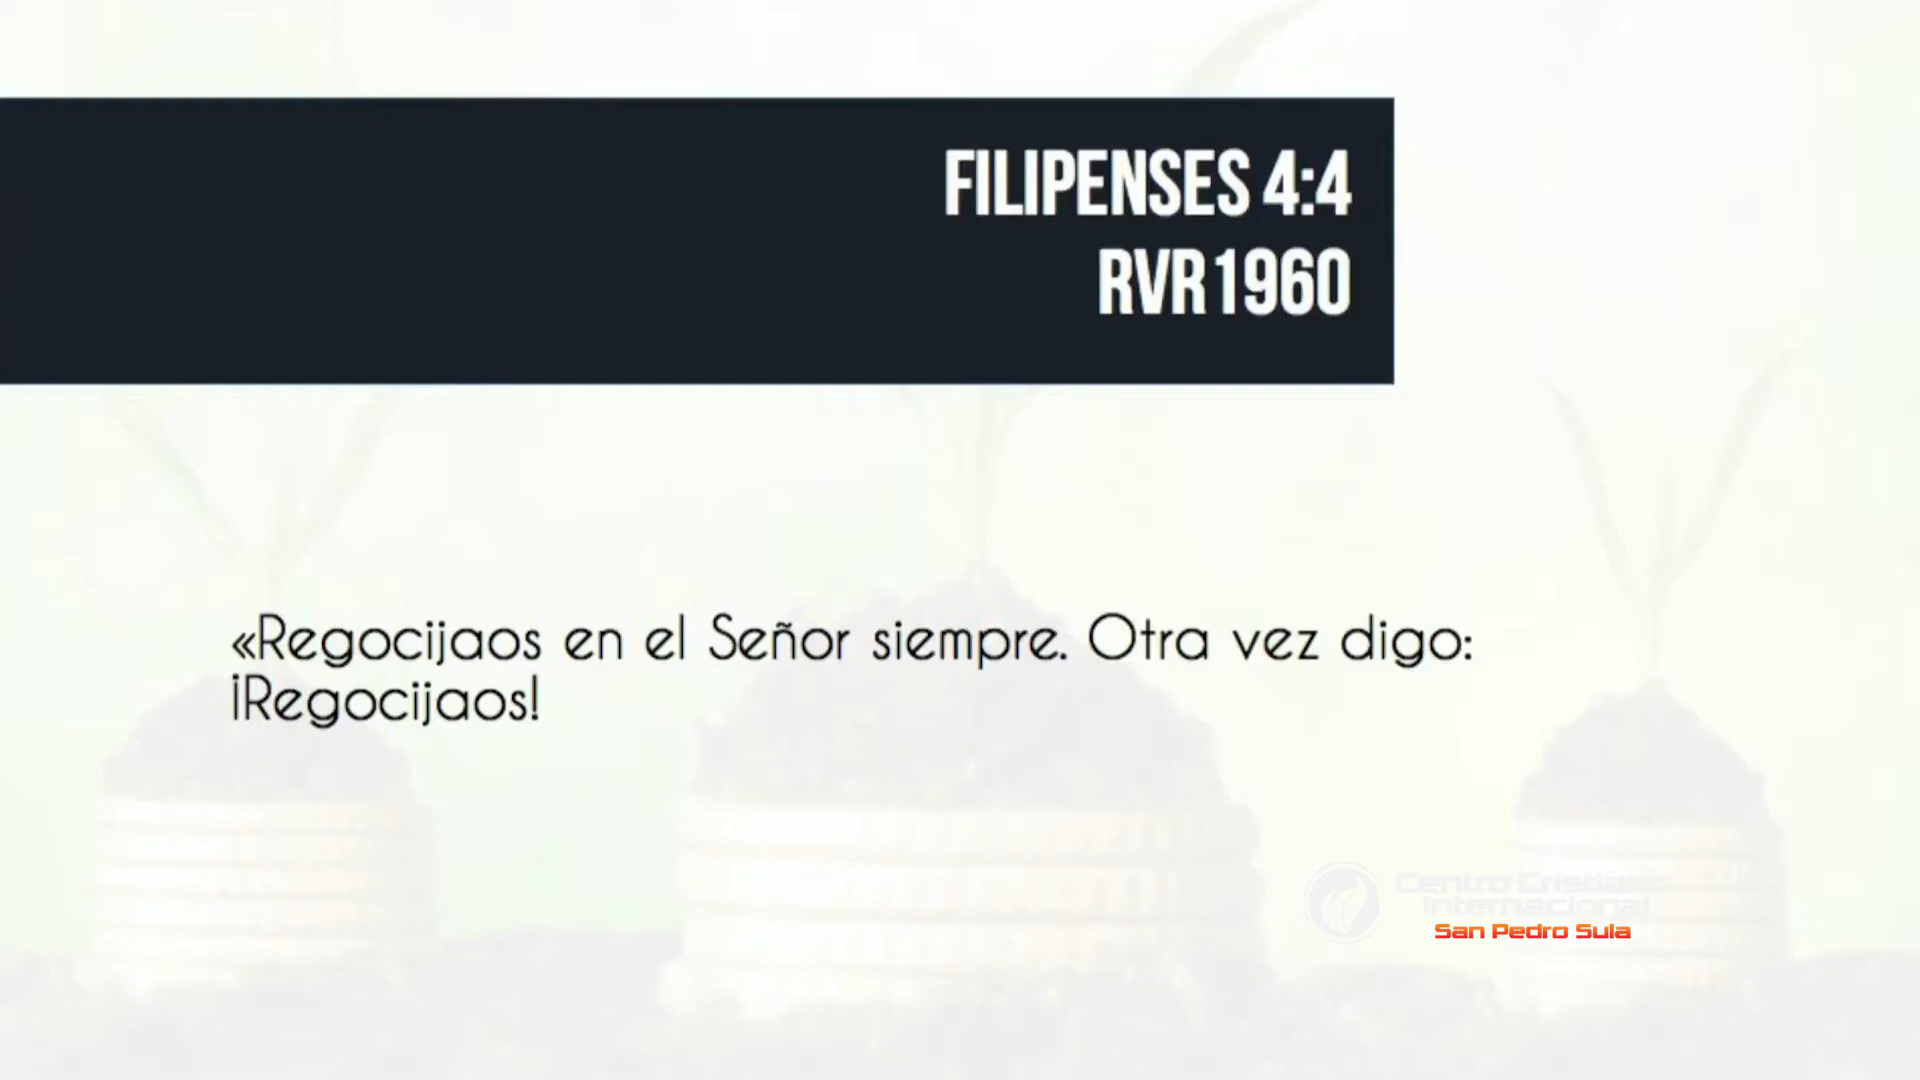 FILIPENSES 4:4
RVR1960
«Regocijaos en el Señor siempre. Otra vez digo:
¡Regocijaos!
Centro Cristiano
Internacional
San Pedro Sula